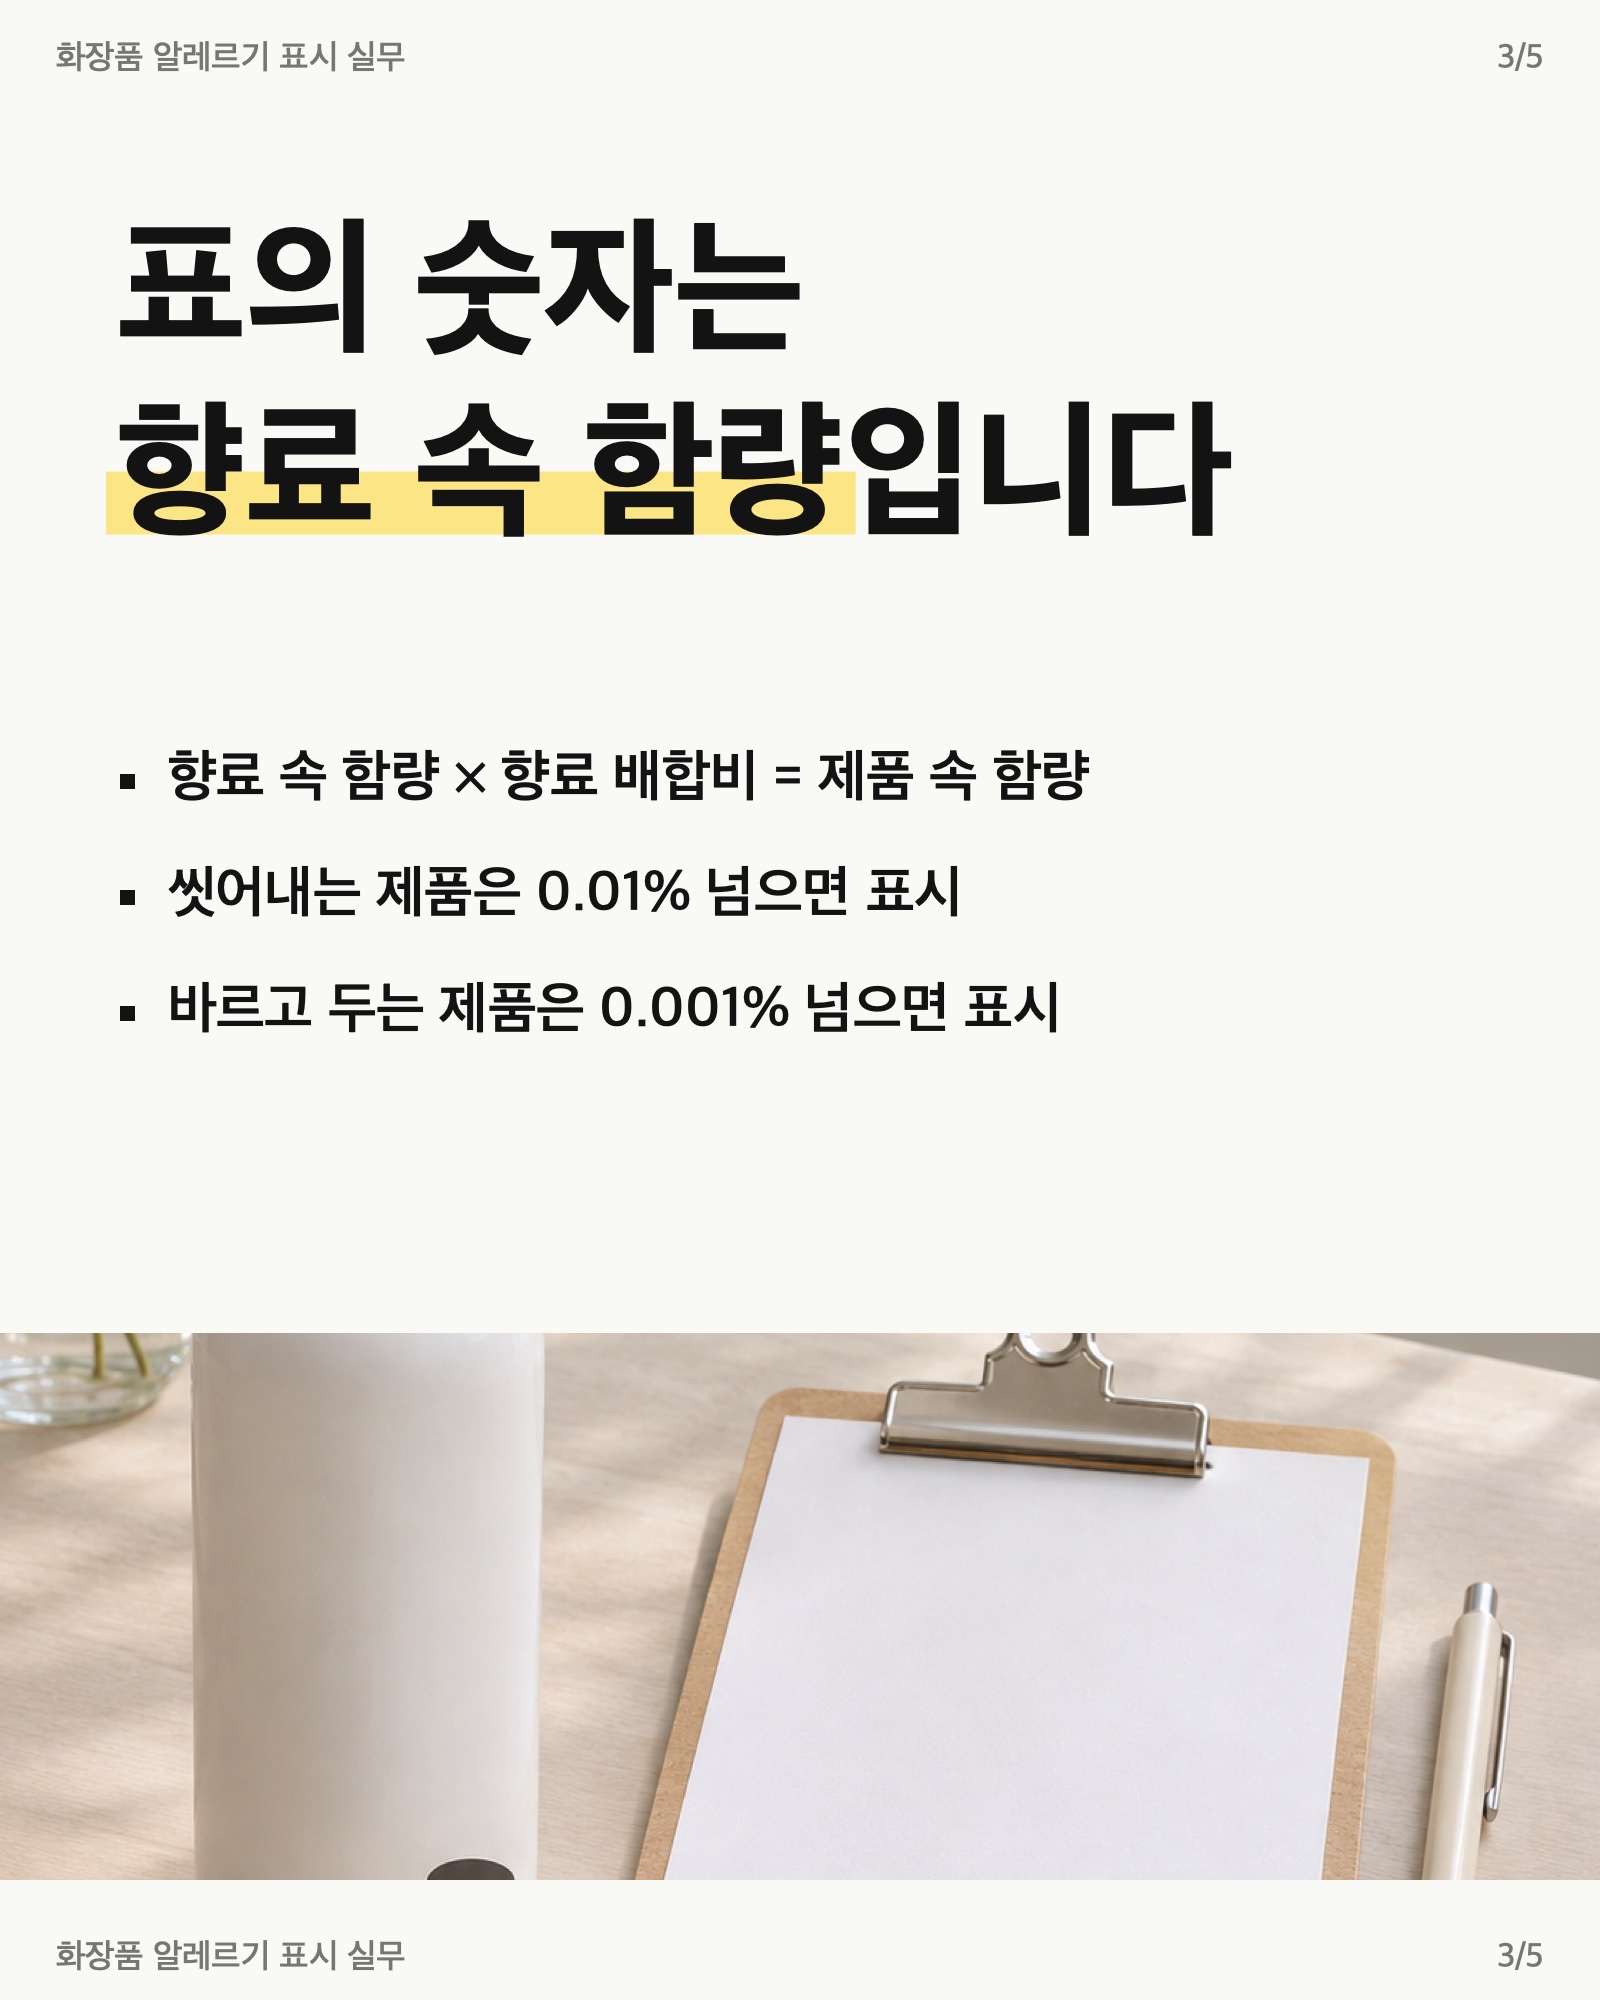 화장품 알레르기 표시 실무
3/5
표의 숫자는
향료 속 함량입니다
▪ 향료 속 함량 × 향료 배합비 = 제품 속 함량
▪ 씻어내는 제품은 0.01% 넘으면 표시
▪ 바르고 두는 제품은 0.001% 넘으면 표시
화장품 알레르기 표시 실무
3/5